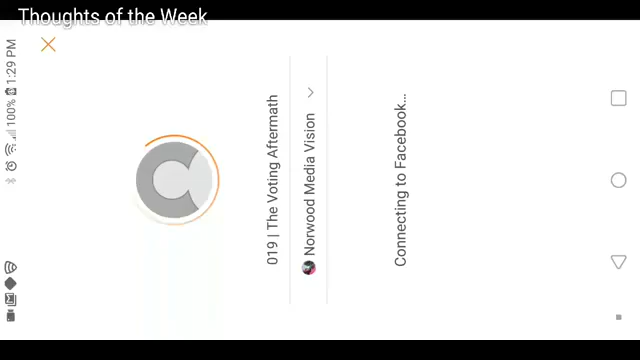 Thoughts of the Week
100% 1:29 PM
019 | The Voting Aftermath
Norwood Media Vision
Connecting to Facebook...